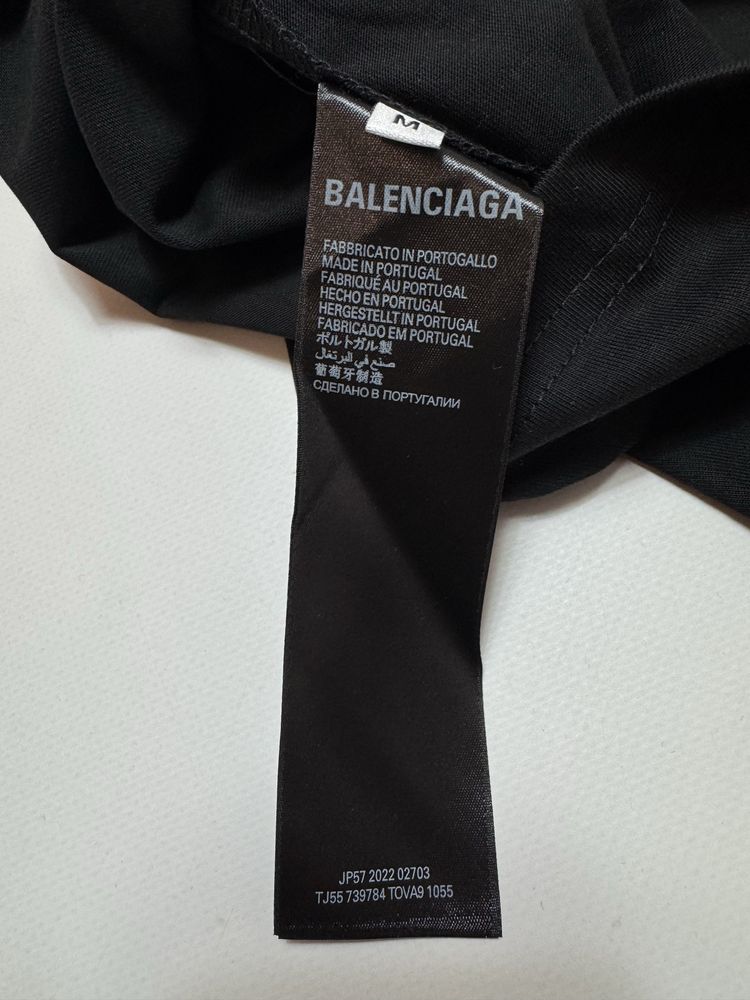 M
BALENCIAGA
FABBRICATO IN PORTOGALLO
MADE IN PORTUGAL
FABRIQUÉ AU PORTUGAL
HECHO EN PORTUGAL
HERGESTELLT IN PORTUGAL
FABRICADO EM PORTUGAL
ポルトガル製
صنع في البرتغال
葡萄牙制造
СДЕЛАНО В ПОРТУГАЛИИ
JP57 2022 02703
TJ55 739784 TOVA9 1055